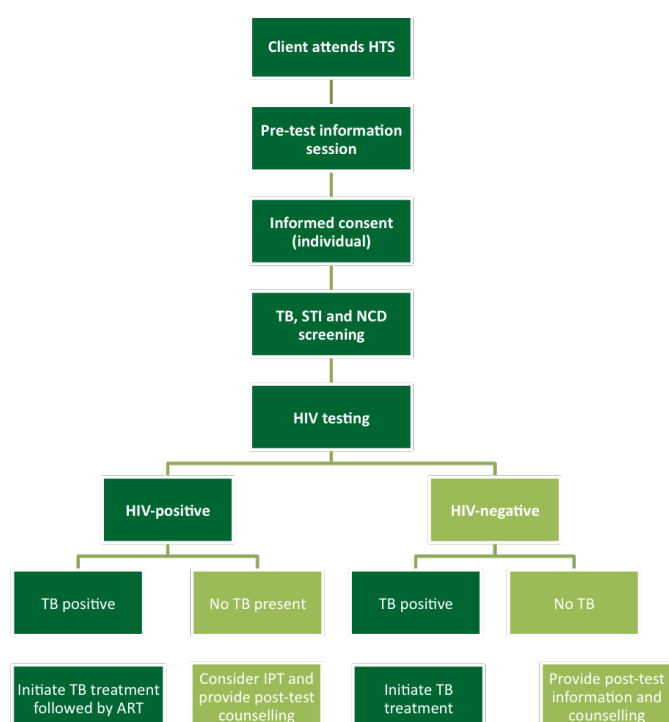 Client attends HTS
Pre-test information
session
Informed consent
(individual)
TB, STI and NCD
screening
HIV testing
HIV-positive
HIV-negative
TB positive
No TB present
TB positive
No TB
Initiate TB treatment
followed by ART
Consider IPT and
provide post-test
counselling
Initiate TB
treatment
Provide post-test
information and
counselling